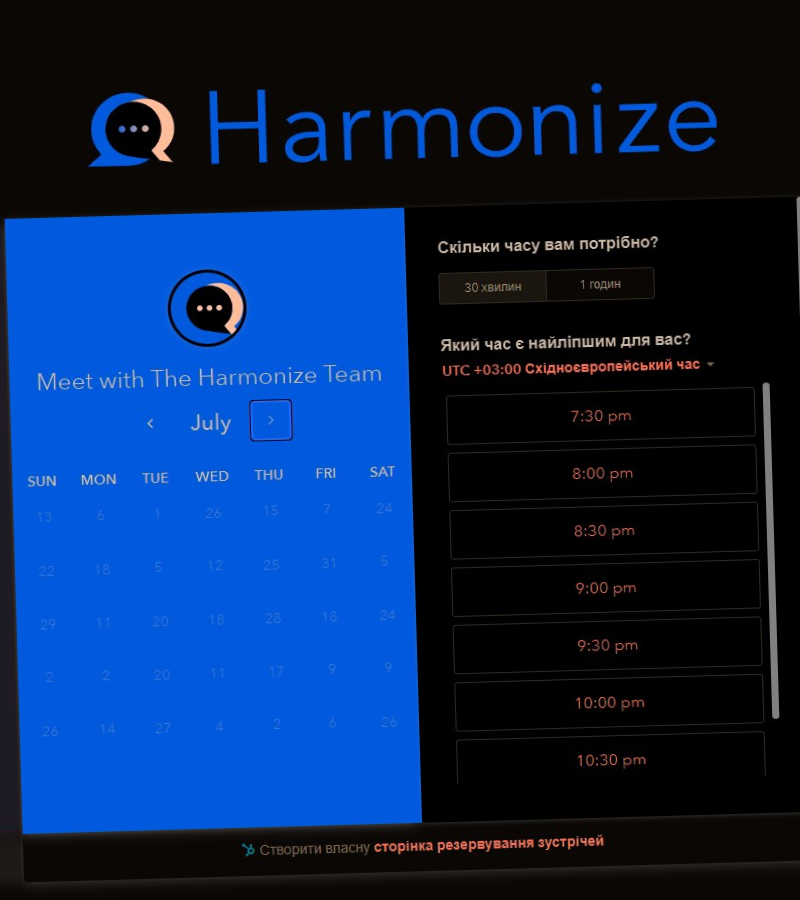 Harmonize
Meet with The Harmonize Team
July
SUN MON TUE WED THU FRI SAT
13 6 1 26 15 7 24
22 18 5 12 25 31 5
29 11 20 18 28 18 24
2 2 20 11 17 9 9
26 14 27 4 2 6 26
Скільки часу вам потрібно?
30 хвилин 1 годин
Який час є найліпшим для вас?
UTC +03:00 Східноєвропейський час
7:30 pm
8:00 pm
8:30 pm
9:00 pm
9:30 pm
10:00 pm
10:30 pm
Створити власну сторінка резервування зустрічей